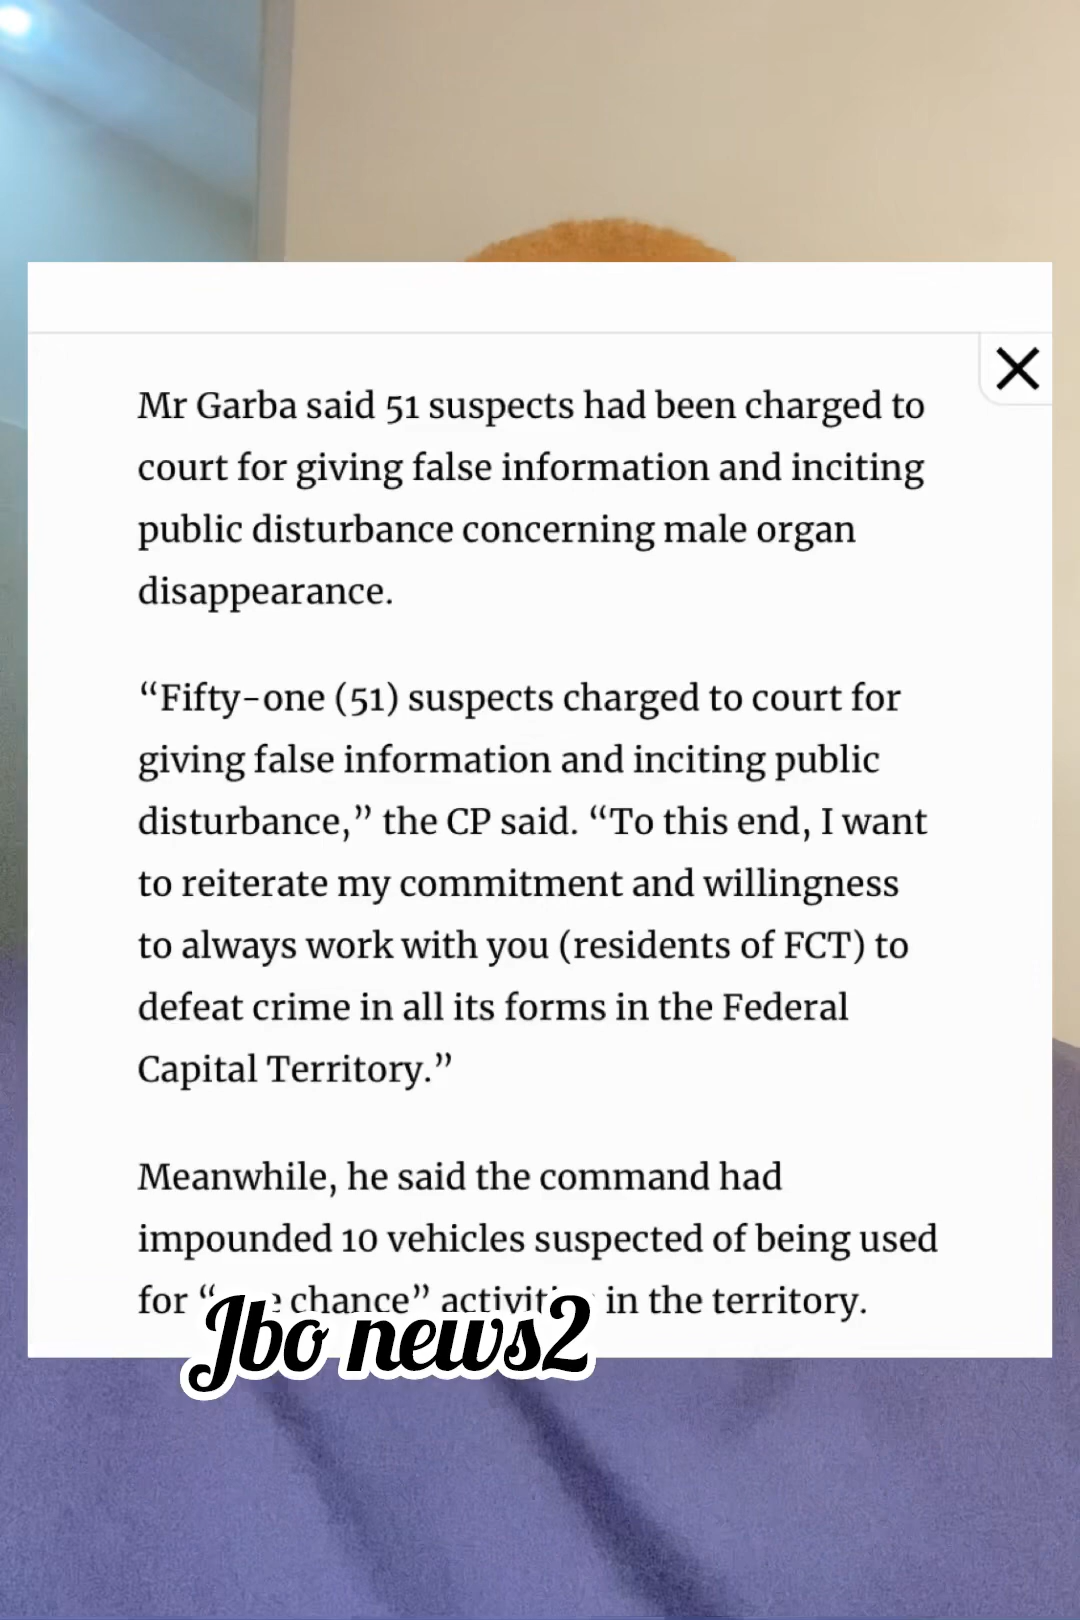 Mr Garba said 51 suspects had been charged to
court for giving false information and inciting
public disturbance concerning male organ
disappearance.
“Fifty-one (51) suspects charged to court for
giving false information and inciting public
disturbance,” the CP said. “To this end, I want
to reiterate my commitment and willingness
to always work with you (residents of FCT) to
defeat crime in all its forms in the Federal
Capital Territory.”
Meanwhile, he said the command had
impounded 10 vehicles suspected of being used
for “ chance” in the territory.
Jbo news2